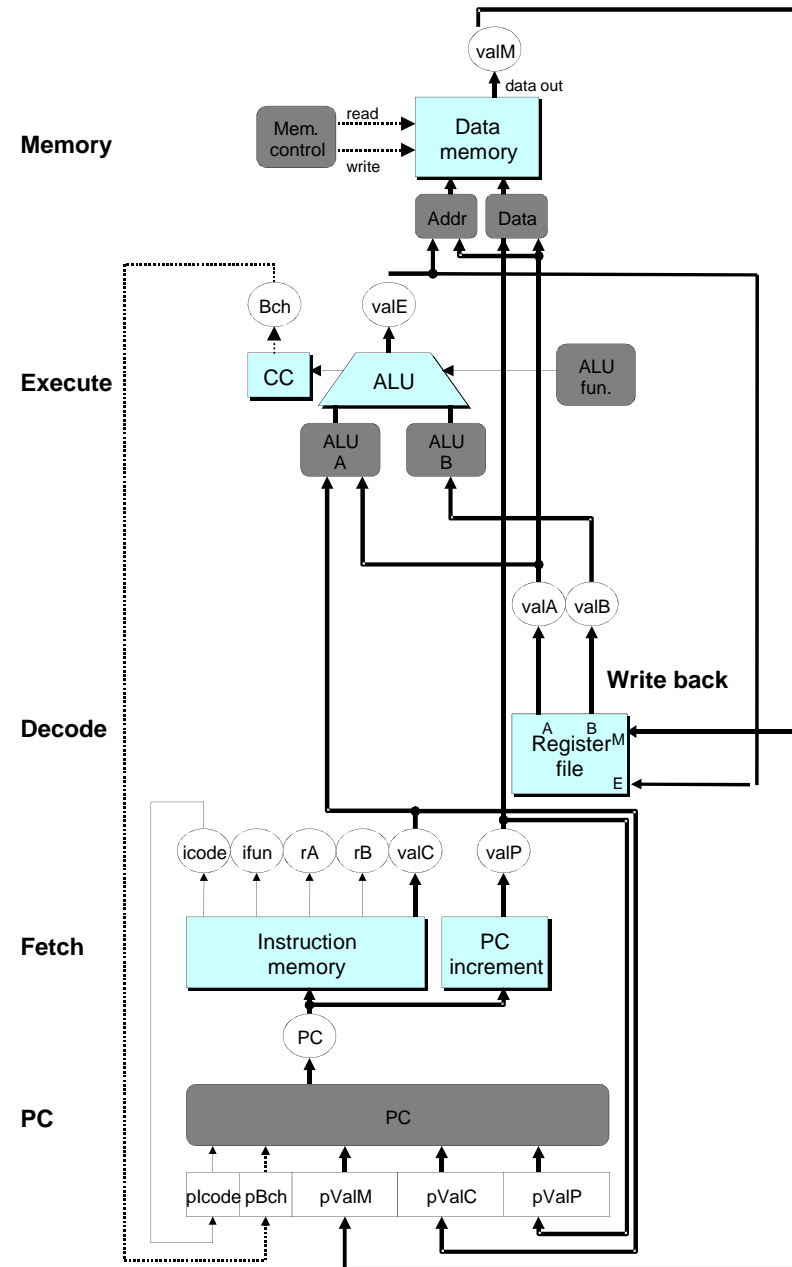 valM
data out
read
Mem.
control
write
Data
memory
Memory
Addr
Data
Bch
valE
CC
ALU
ALU
fun.
Execute
ALU
A
ALU
B
valA
valB
Write back
Decode
A
B
M
Register
file
E
icode
ifun
rA
rB
valC
valP
Fetch
Instruction
memory
PC
increment
PC
PC
PC
pIcode
pBch
pValM
pValC
pValP